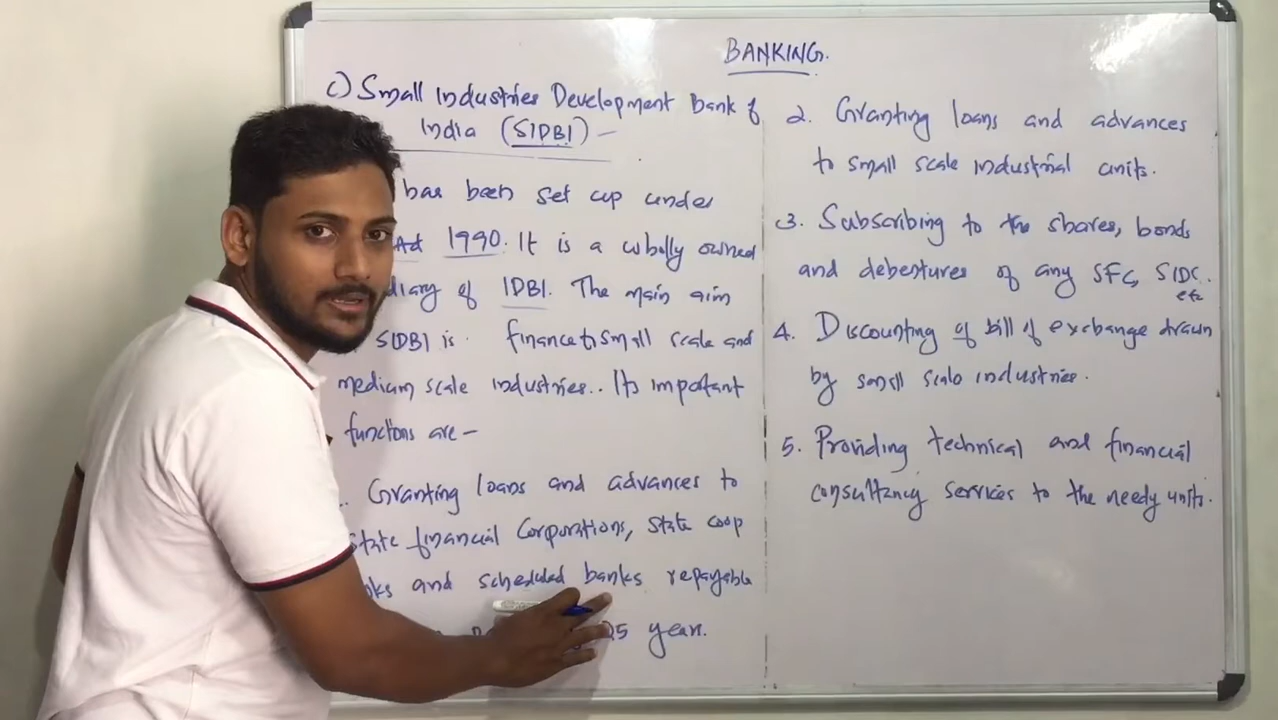 BANKING.
c) Small Industries Development Bank of
India (SIDBI) —
has been set up under
Act 1990. It is a wholly owned
diary of IDBI. The main aim
SIDBI is. finance to small scale and
medium scale industries.. Its important
functions are —
. Granting loans and advances to
State financial Corporations, State coop
nks and scheduled banks repayable
25 year.
2. Granting loans and advances
to small scale industrial units.
3. Subscribing to the shares, bonds
and debentures of any SFC, SIDC.
etc
4. Discounting of bill of exchange drawn
by small scale industries.
5. Providing technical and financial
consultancy services to the needy units.